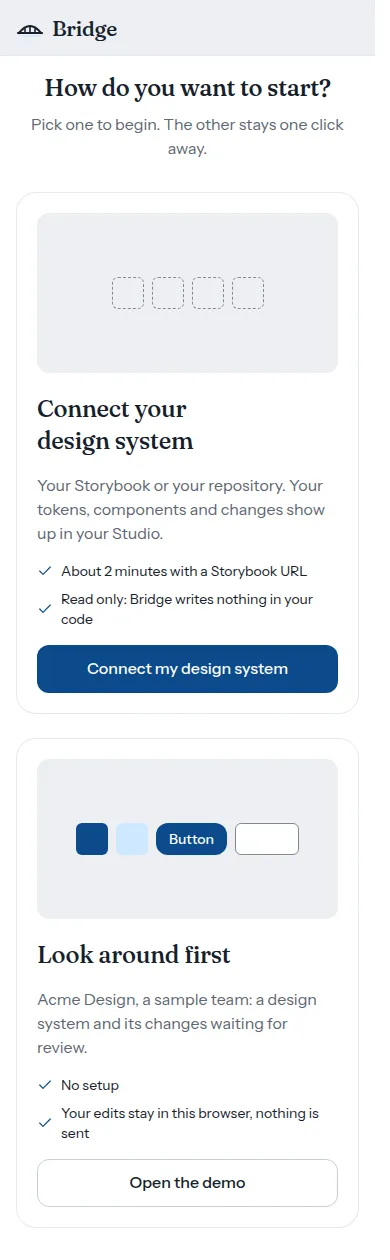 Bridge
How do you want to start?
Pick one to begin. The other stays one click
away.
Connect your
design system
Your Storybook or your repository. Your
tokens, components and changes show
up in your Studio.
About 2 minutes with a Storybook URL
Read only: Bridge writes nothing in your
code
Connect my design system
Button
Look around first
Acme Design, a sample team: a design
system and its changes waiting for
review.
No setup
Your edits stay in this browser, nothing is
sent
Open the demo